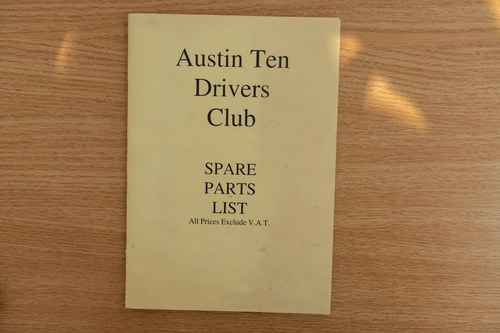 Austin Ten
Drivers
Club
SPARE
PARTS
LIST
All Prices Exclude V.A.T.